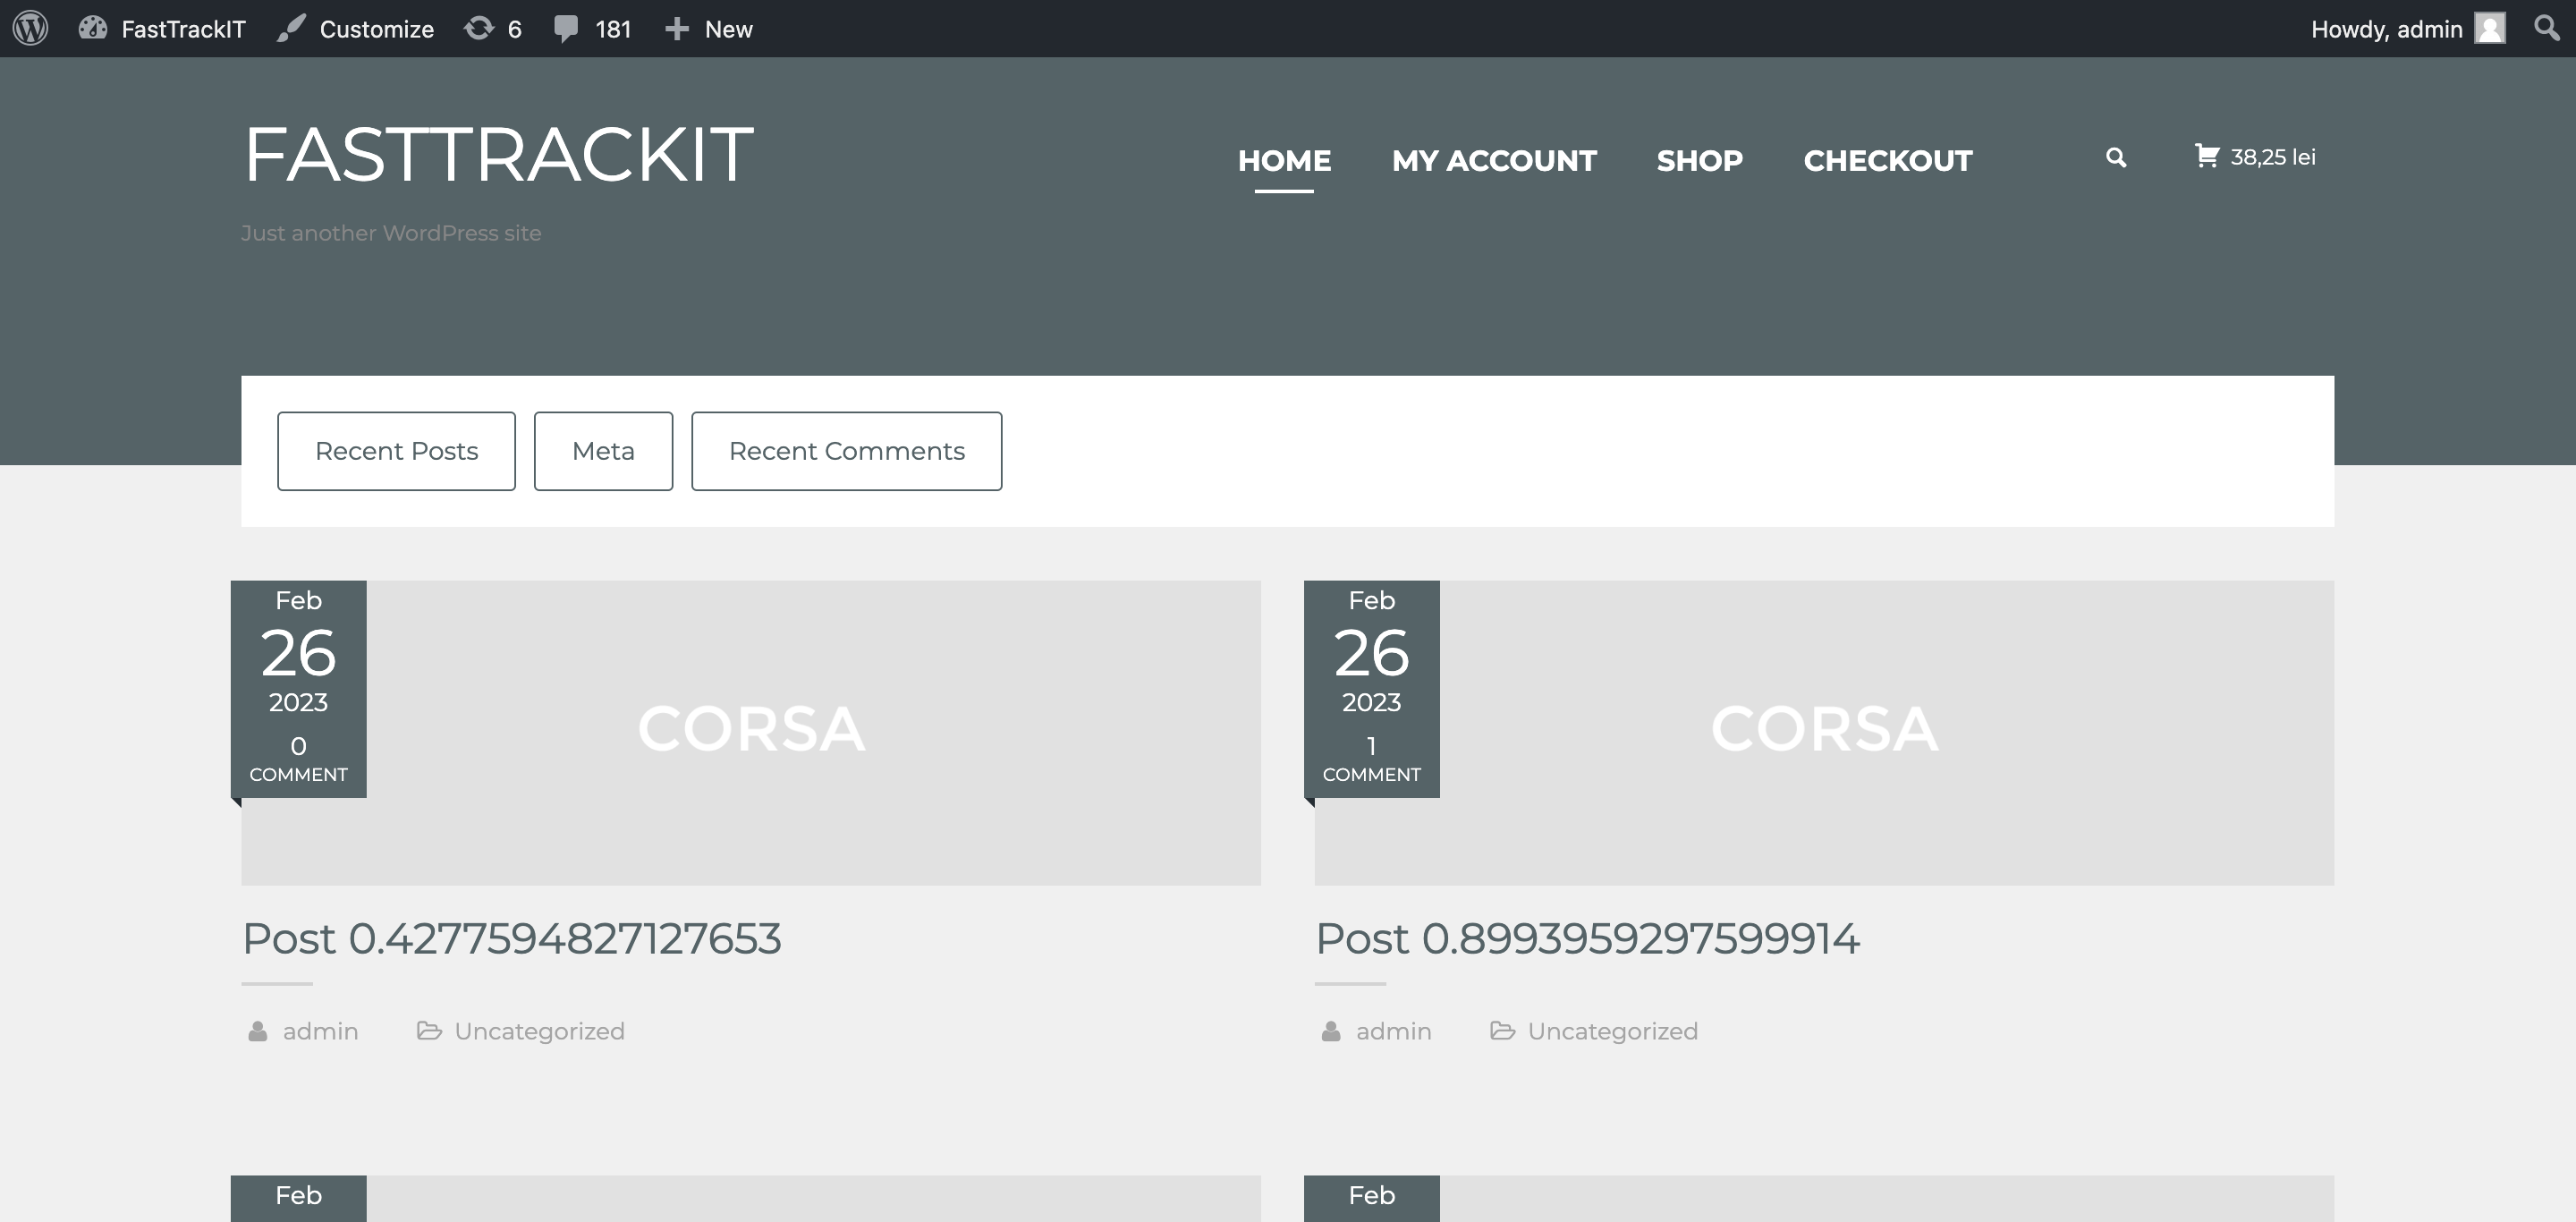 FastTrackIT Customize 6 181 New Howdy, admin
FASTTRACKIT
HOME MY ACCOUNT SHOP CHECKOUT 38,25 lei
Just another WordPress site
Recent Posts Meta Recent Comments
Feb
26
2023
0
COMMENT
CORSA
Post 0.4277594827127653
admin Uncategorized
Feb
26
2023
1
COMMENT
CORSA
Post 0.8993959297599914
admin Uncategorized
Feb
Feb